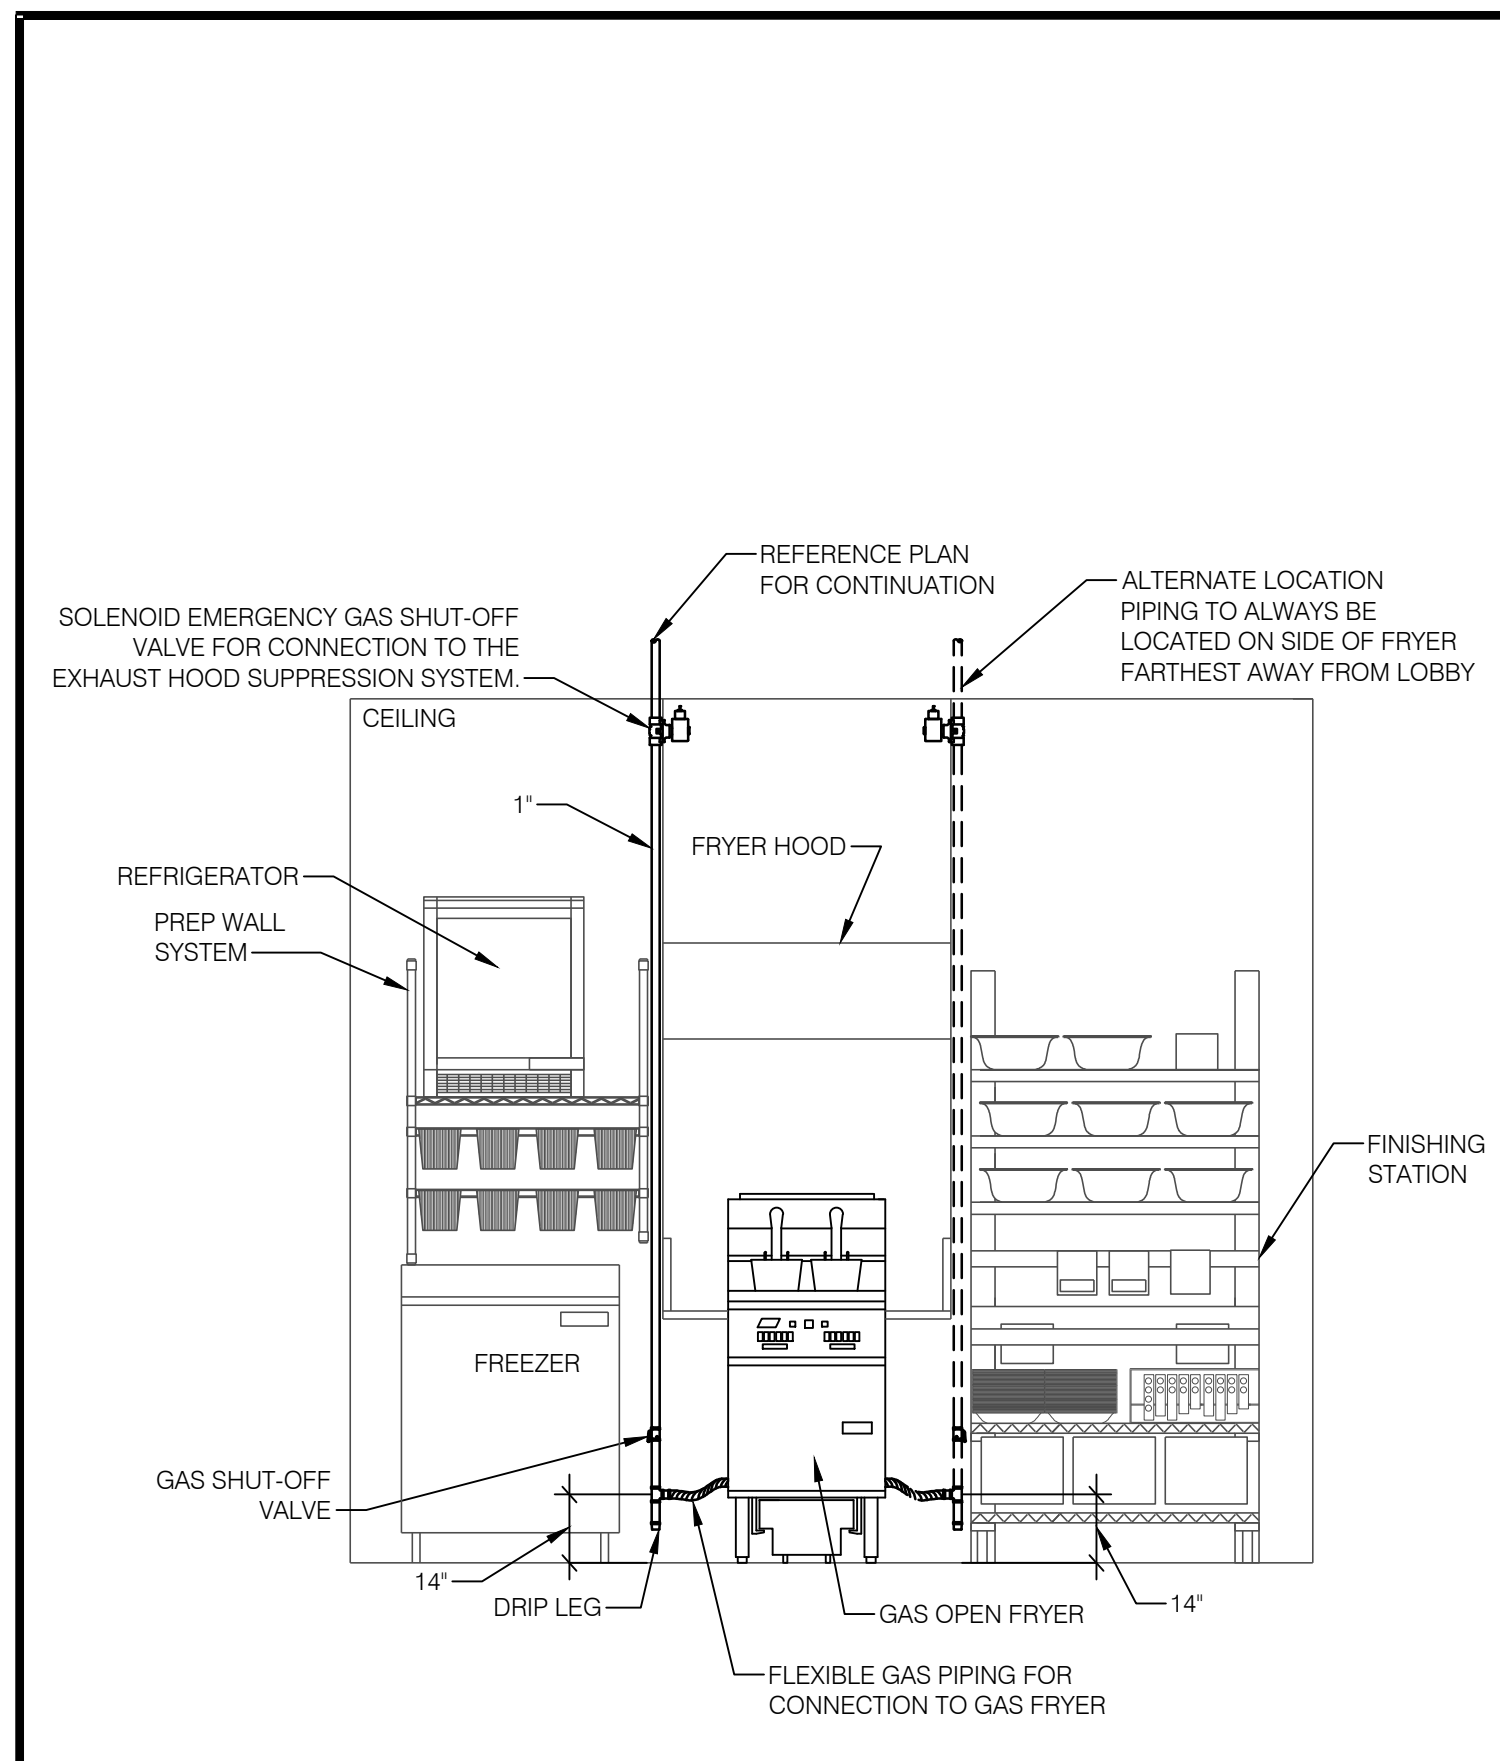 REFERENCE PLAN
FOR CONTINUATION
ALTERNATE LOCATION
PIPING TO ALWAYS BE
LOCATED ON SIDE OF FRYER
FARTHEST AWAY FROM LOBBY
SOLENOID EMERGENCY GAS SHUT-OFF
VALVE FOR CONNECTION TO THE
EXHAUST HOOD SUPPRESSION SYSTEM.
CEILING
1"
FRYER HOOD
REFRIGERATOR
PREP WALL
SYSTEM
FINISHING
STATION
FREEZER
GAS SHUT-OFF
VALVE
14"
DRIP LEG
GAS OPEN FRYER
14"
FLEXIBLE GAS PIPING FOR
CONNECTION TO GAS FRYER